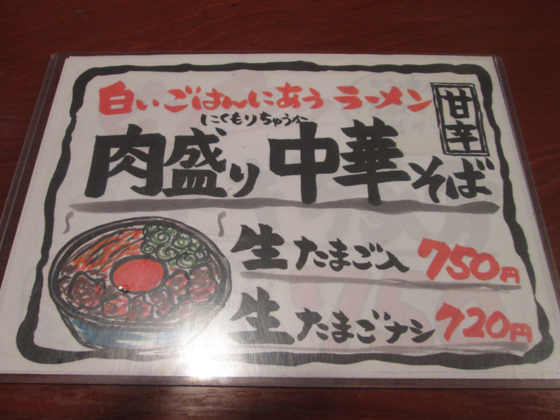 白いごはんにあう ラーメン
甘辛
にくもりちゅうか
肉盛り中華そば
生たまご入 750円
生たまごナシ 720円